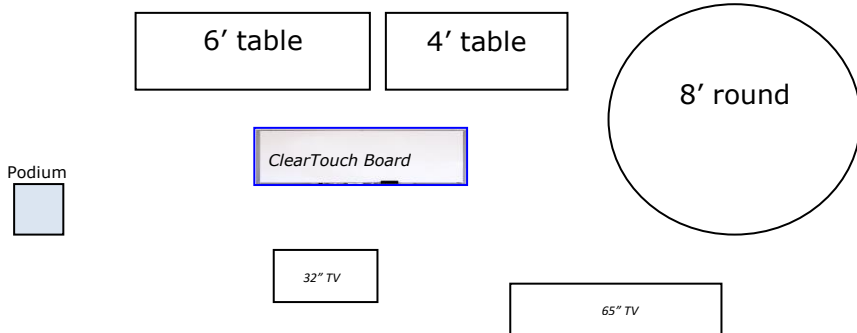 6’ table
4’ table
8’ round
ClearTouch Board
Podium
32” TV
65” TV